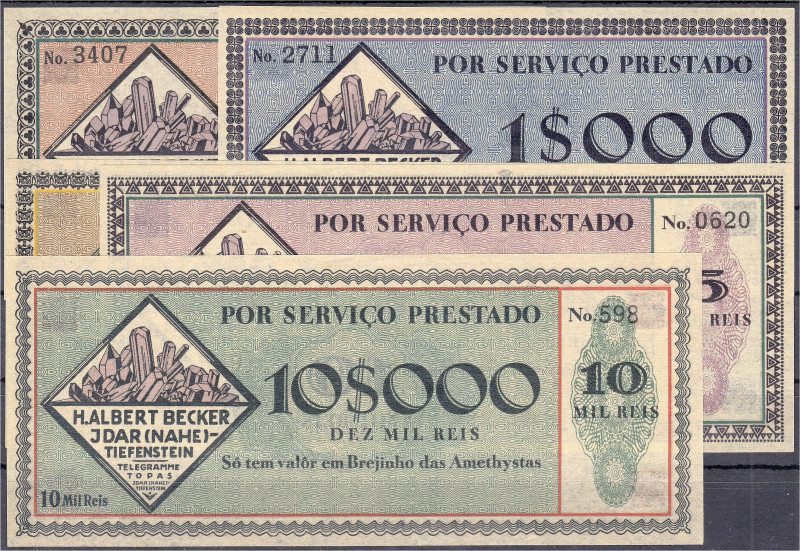 No. 3407
No. 2711
POR SERVIÇO PRESTADO
1$000
H.ALBERT BECKER
POR SERVIÇO PRESTADO
No. 0620
5
REIS
POR SERVIÇO PRESTADO
No. 598
10$000
10
MIL REIS
DEZ MIL REIS
Só tem valôr em Brejinho das Amethystas
H.ALBERT BECKER
JDAR (NAHE)-
TIEFENSTEIN
TELEGRAMME
TOPAS
JDAR (NAHE)
TIEFENSTEIN
10 Mil Reis